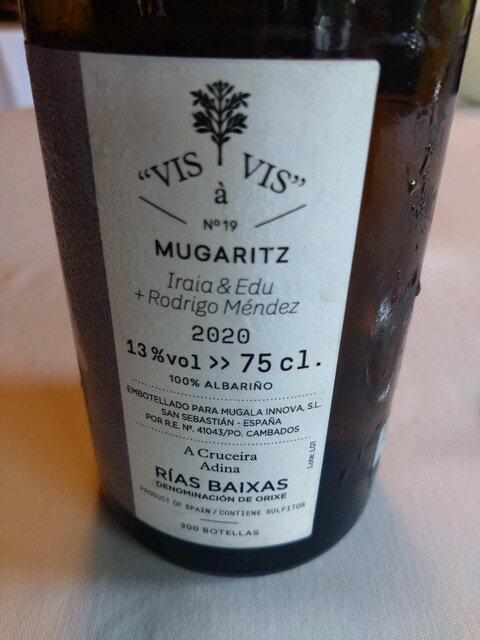 "VIS à VIS"
Nº 19
MUGARITZ
Iraia & Edu
+ Rodrigo Méndez
2020
13%vol >> 75 cl.
100% ALBARIÑO
EMBOTELLADO PARA MUGALA INNOVA, S.L.
SAN SEBASTIÁN - ESPAÑA
POR R.E. Nº. 41043/PO. CAMBADOS
A Cruceira
Adina
Lote: L01
RÍAS BAIXAS
DENOMINACIÓN DE ORIXE
PRODUCT OF SPAIN / CONTIENE SULFITOS
300 BOTELLAS